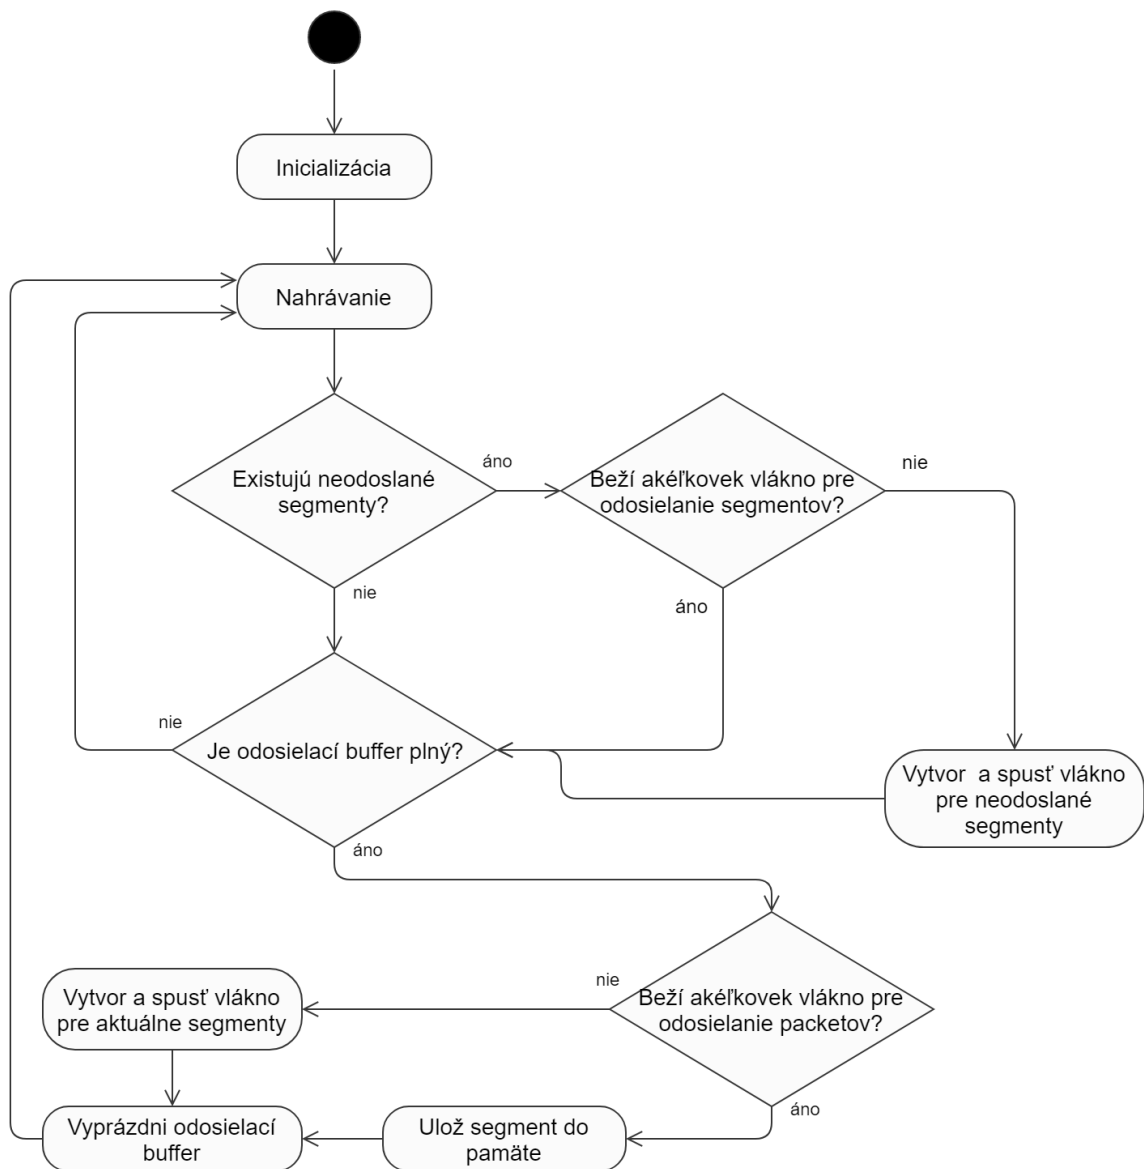 Inicializácia
Nahrávanie
Existujú neodoslané
segmenty?
áno
Beží akéľkovek vlákno pre
odosielanie segmentov?
nie
nie
áno
Je odosielací buffer plný?
nie
áno
Vytvor  a spusť vlákno
pre neodoslané
segmenty
Beží akéľkovek vlákno pre
odosielanie packetov?
nie
áno
Vytvor a spusť vlákno
pre aktuálne segmenty
Vyprázdni odosielací
buffer
Ulož segment do
pamäte